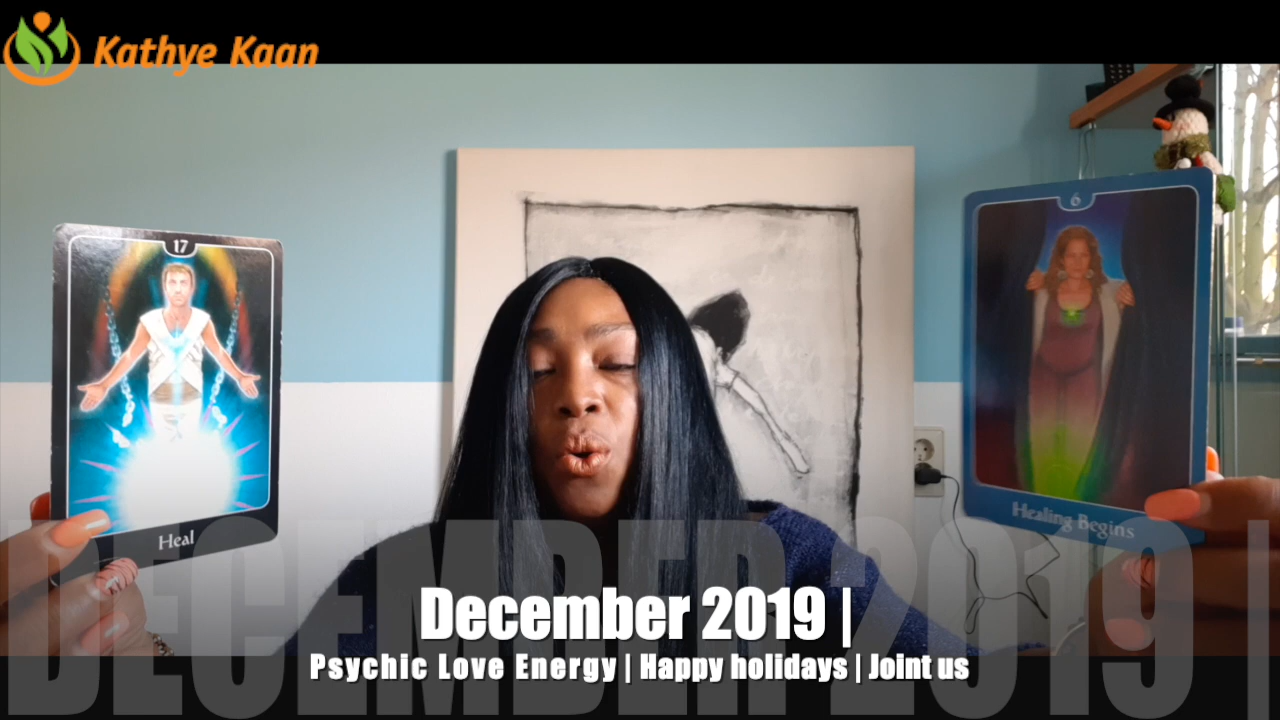 Kathye Kaan
17
6
Heal
Healing Begins
DECEMBER 2019 |
December 2019 |
Psychic Love Energy | Happy holidays | Joint us